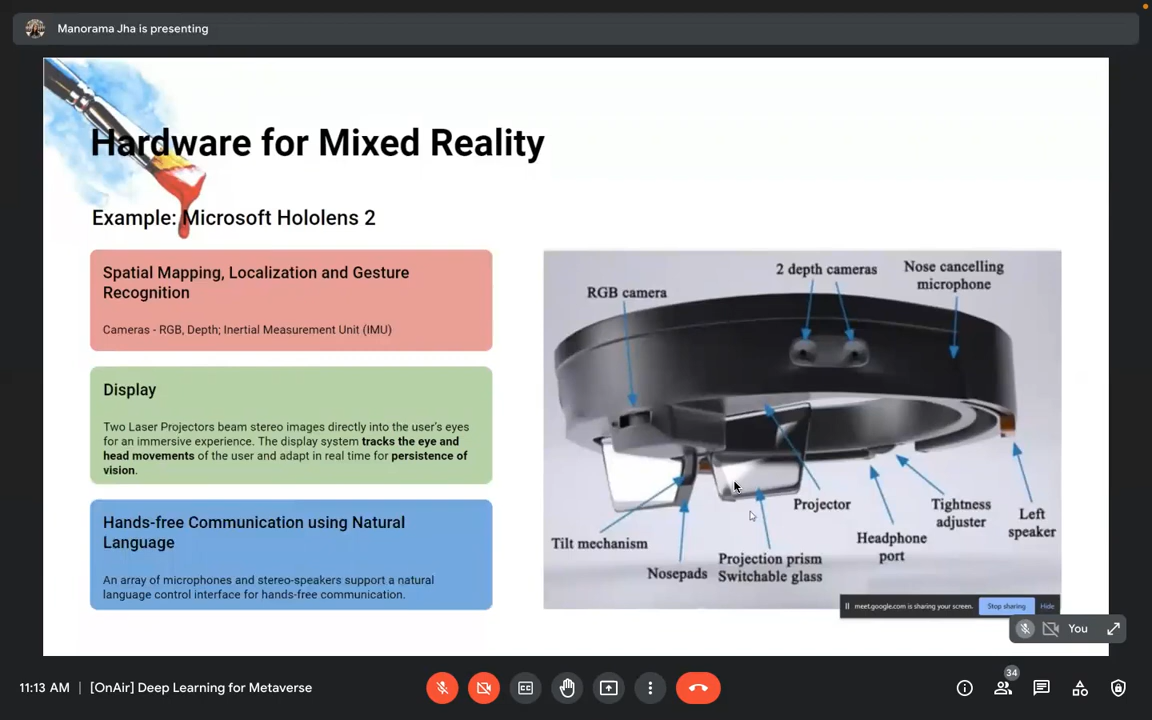 Manorama Jha is presenting
Hardware for Mixed Reality
Example: Microsoft Hololens 2
Spatial Mapping, Localization and Gesture
Recognition
Cameras - RGB, Depth; Inertial Measurement Unit (IMU)
Display
Two Laser Projectors beam stereo images directly into the user's eyes
for an immersive experience. The display system tracks the eye and
head movements of the user and adapt in real time for persistence of
vision.
Hands-free Communication using Natural
Language
An array of microphones and stereo-speakers support a natural
language control interface for hands-free communication.
RGB camera
2 depth cameras
Nose cancelling
microphone
Tilt mechanism
Nosepads
Projection prism
Switchable glass
Projector
Headphone
port
Tightness
adjuster
Left
speaker
meet.google.com is sharing your screen.
Stop sharing
Hide
You
11:13 AM | [OnAir] Deep Learning for Metaverse
CC
34